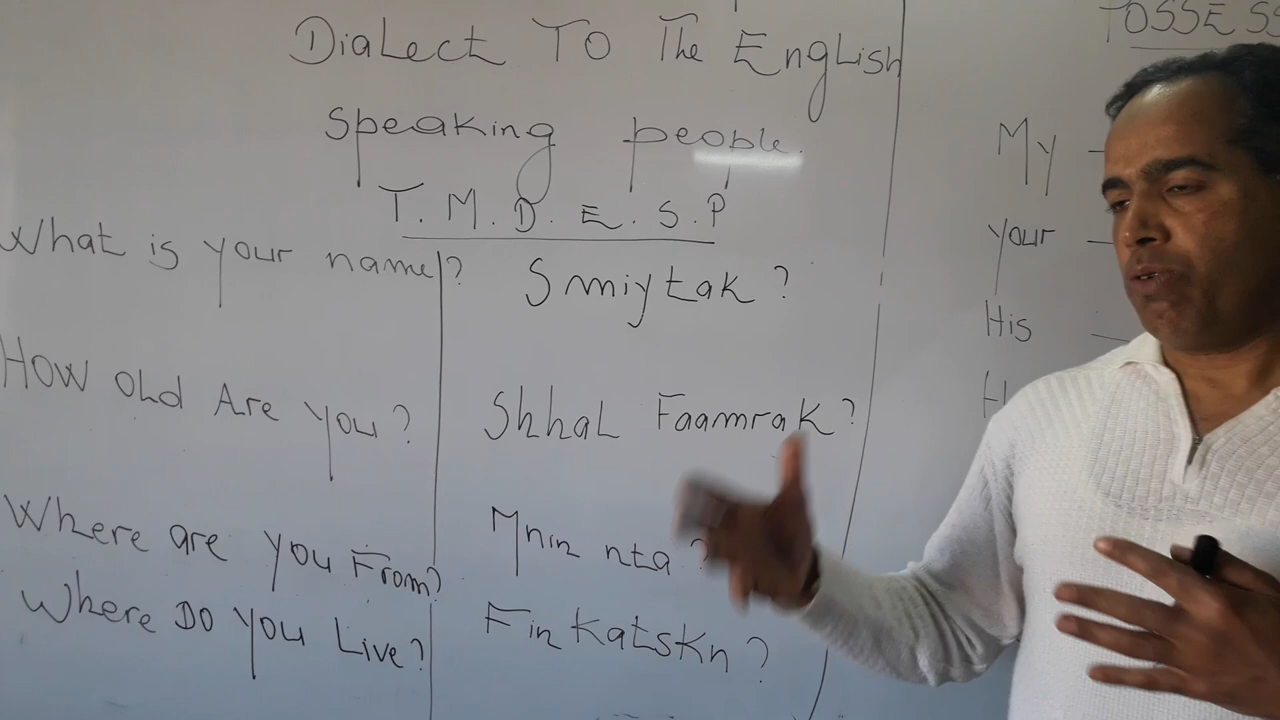 Dialect To The English
speaking people.
T. M. D. E. S. P
What is your name? Smiytak?
How Old Are You? Shhal Faamrak?
Where are you From? Mnin nta ?
Where Do you Live? Fin Katskn ?
My -
your -
His -